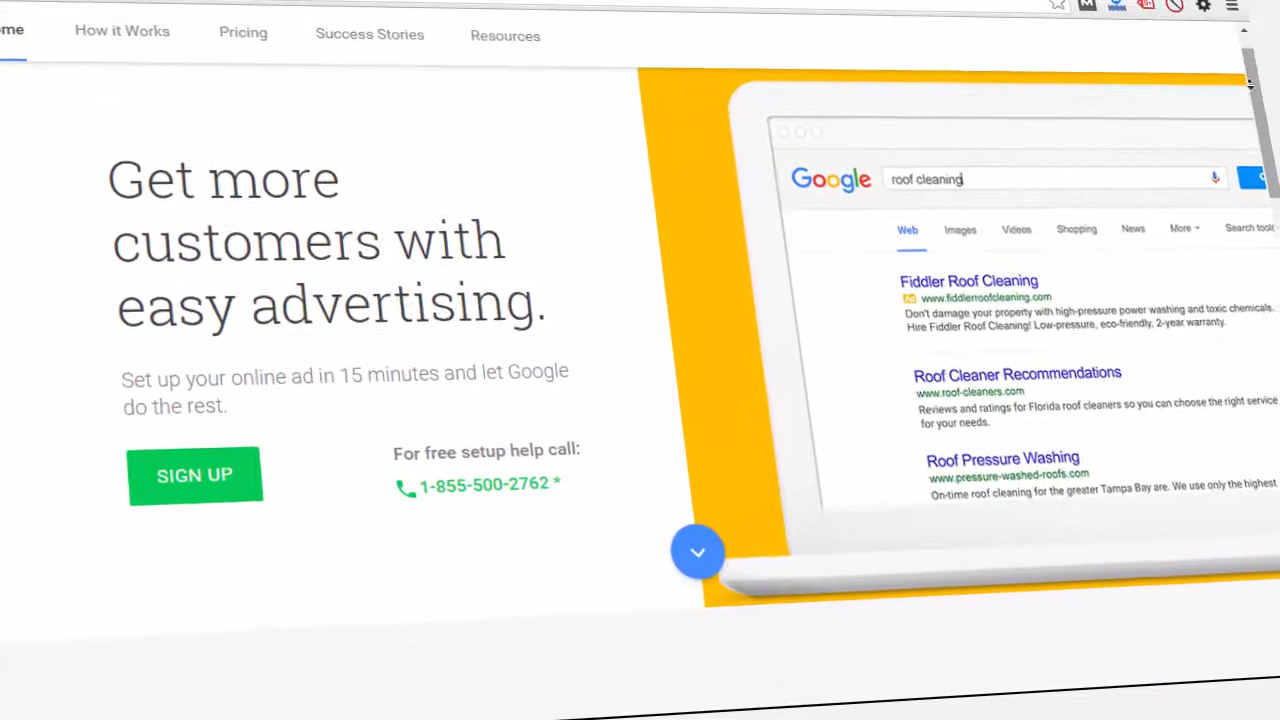 ome
How it Works
Pricing
Success Stories
Resources
Get more
customers with
easy advertising.
Set up your online ad in 15 minutes and let Google
do the rest.
SIGN UP
For free setup help call:
1-855-500-2762 *
Google
roof cleaning
Web
Images
Videos
Shopping
News
More
Search tools
Fiddler Roof Cleaning
Ad www.fiddlerroofcleaning.com
Don't damage your property with high-pressure power washing and toxic chemicals.
Hire Fiddler Roof Cleaning! Low-pressure, eco-friendly, 2-year warranty.
Roof Cleaner Recommendations
www.roof-cleaners.com
Reviews and ratings for Florida roof cleaners so you can choose the right service
for your needs.
Roof Pressure Washing
www.pressure-washed-roofs.com
On-time roof cleaning for the greater Tampa Bay are. We use only the highest